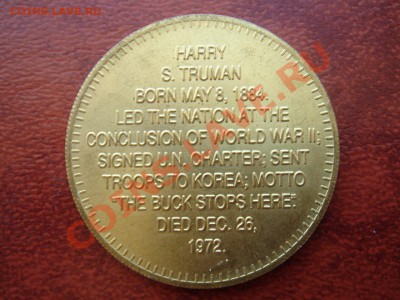 COINS.LAV.RU
HARRY
S. TRUMAN
BORN MAY 8, 1884.
LED THE NATION AT THE
CONCLUSION OF WORLD WAR II;
SIGNED U.N. CHARTER; SENT
TROOPS TO KOREA; MOTTO
"THE BUCK STOPS HERE."
DIED DEC. 26,
1972.
COINS.LAVE.RU